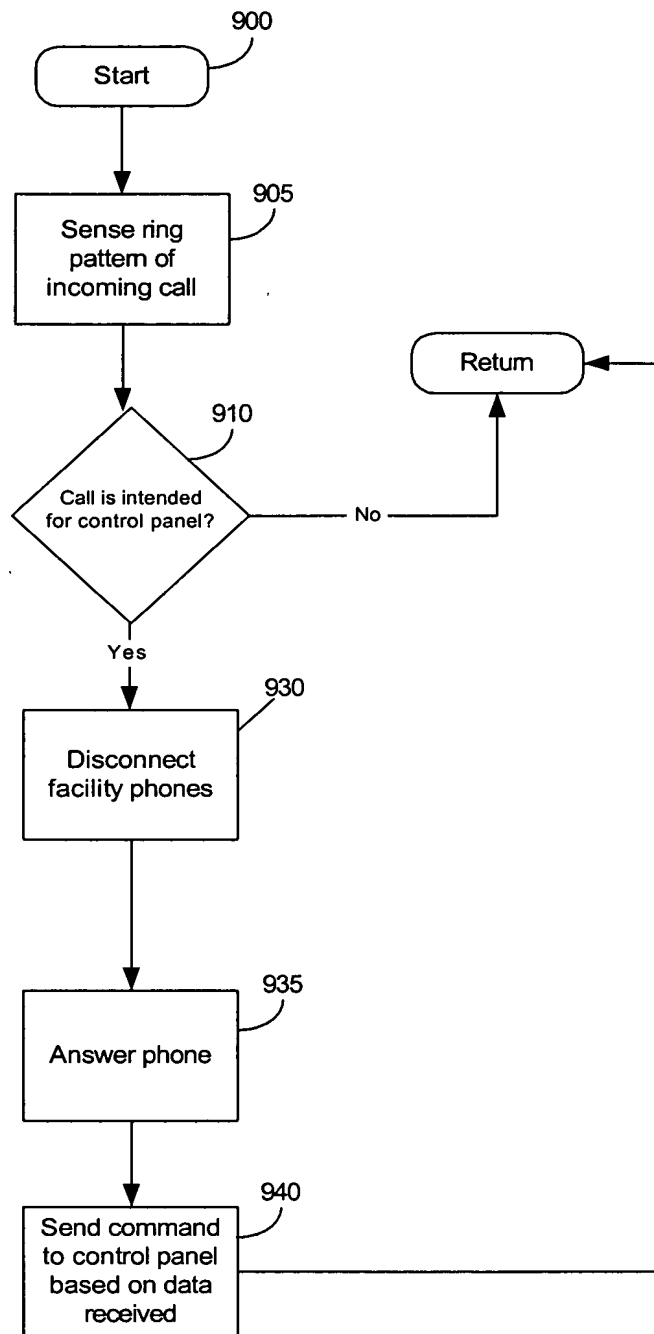 900
Start
905
Sense ring
pattern of
incoming call
Return
910
Call is intended
for control panel?
No
Yes
930
Disconnect
facility phones
935
Answer phone
940
Send command
to control panel
based on data
received